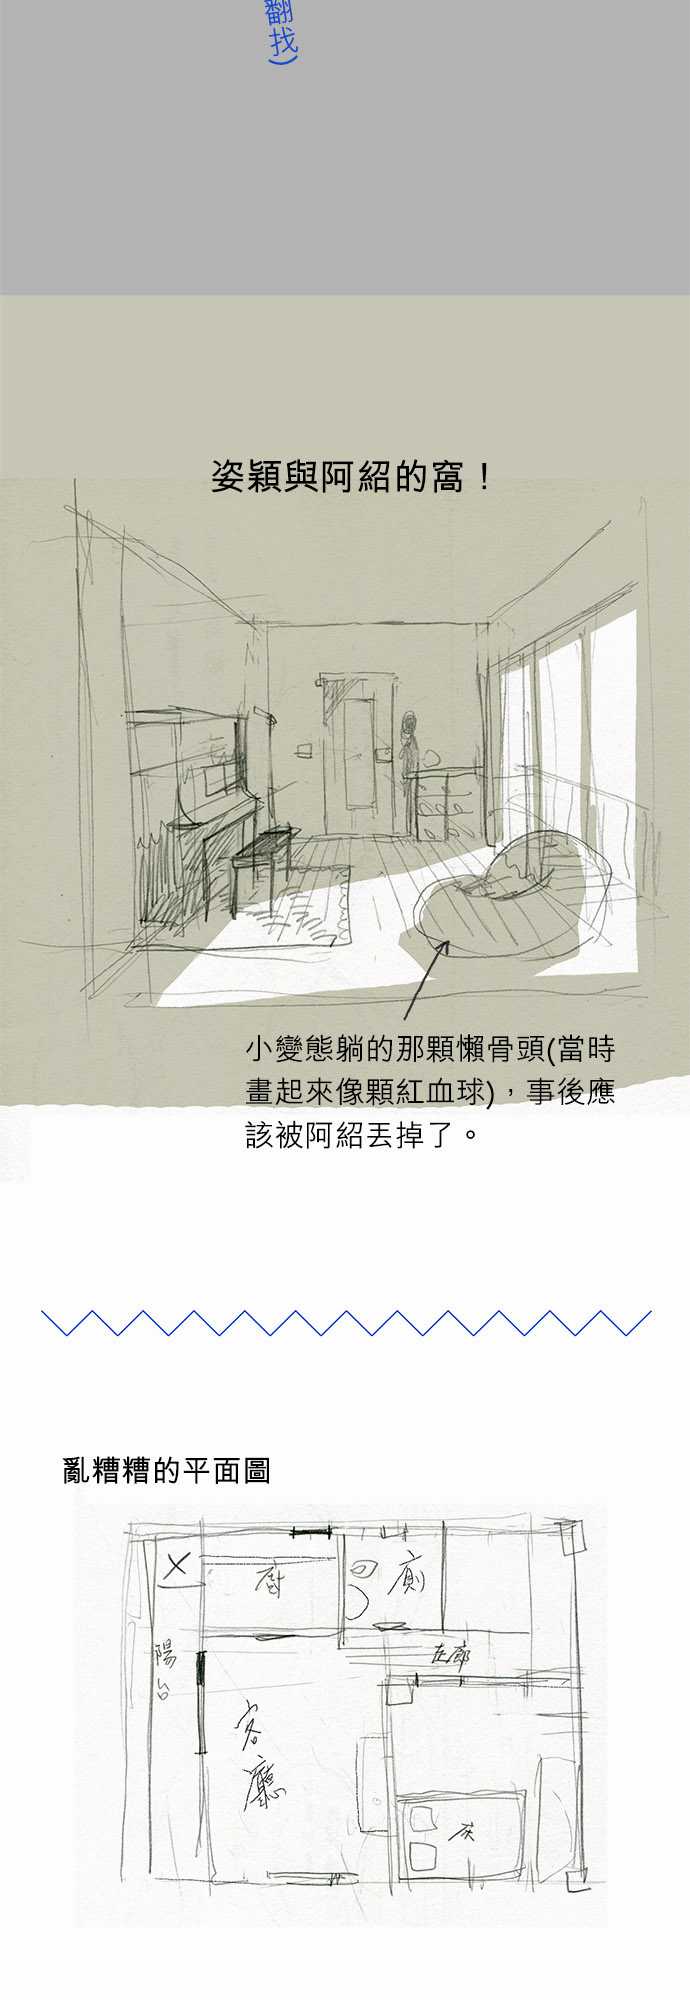 翻找)
姿穎與阿紹的窩！
小變態躺的那顆懶骨頭(當時
畫起來像顆紅血球)，事後應
該被阿紹丟掉了。
亂糟糟的平面圖
廚
廁
陽台
走廊
客廳
床